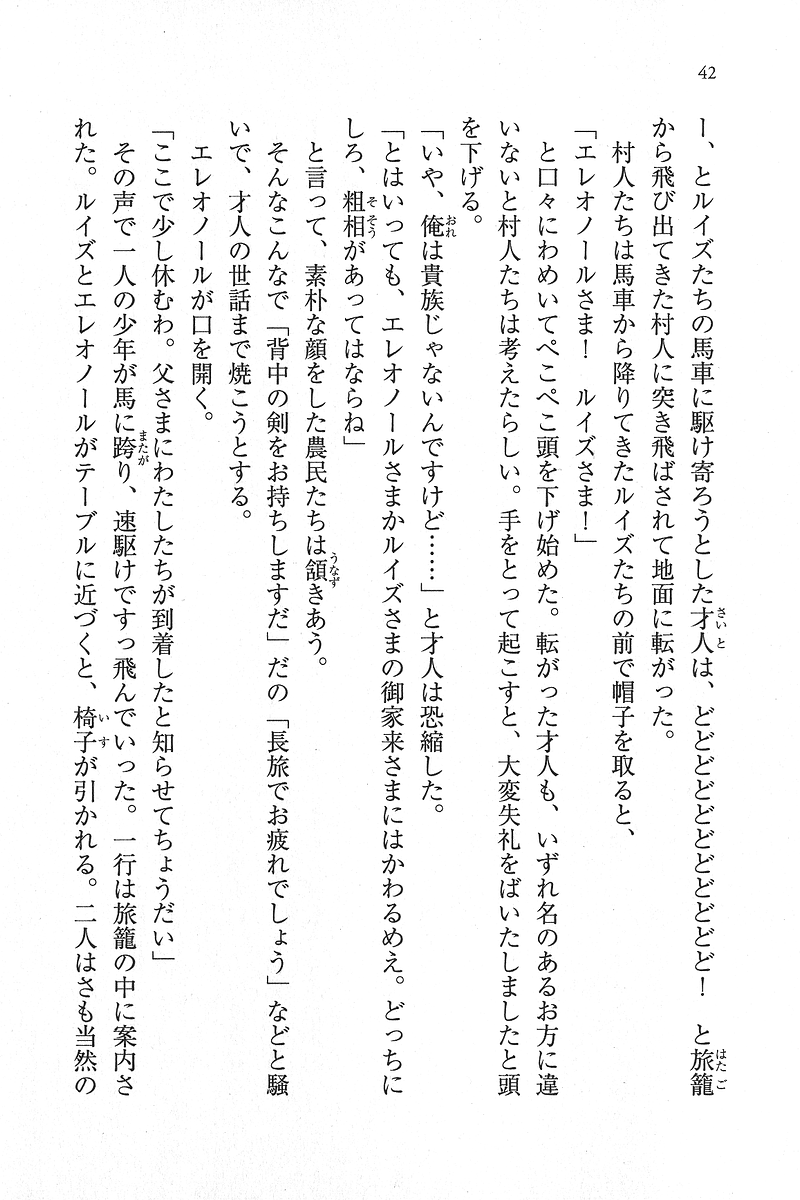 42
ー、とルイズたちの馬車に駆け寄ろうとした才人は、どどどどどどどどどど！　と旅籠
から飛び出てきた村人に突き飛ばされて地面に転がった。
村人たちは馬車から降りてきたルイズたちの前で帽子を取ると、
「エレオノールさま！　ルイズさま！」
と口々にわめいてぺこぺこ頭を下げ始めた。転がった才人も、いずれ名のあるお方に違
いないと村人たちは考えたらしい。手をとって起こすと、大変失礼をばいたしましたと頭
を下げる。
「いや、俺は貴族じゃないんですけど……」と才人は恐縮した。
「とはいっても、エレオノールさまかルイズさまの御家来さまにはかわるめえ。どっちに
しろ、粗相があってはならね」
と言って、素朴な顔をした農民たちは頷きあう。
そんなこんなで「背中の剣をお持ちしますだ」だの「長旅でお疲れでしょう」などと騒
いで、才人の世話まで焼こうとする。
エレオノールが口を開く。
「ここで少し休むわ。父さまにわたしたちが到着したと知らせてちょうだい」
その声で一人の少年が馬に跨り、速駆けですっ飛んでいった。一行は旅籠の中に案内さ
れた。ルイズとエレオノールがテーブルに近づくと、椅子が引かれる。二人はさも当然の